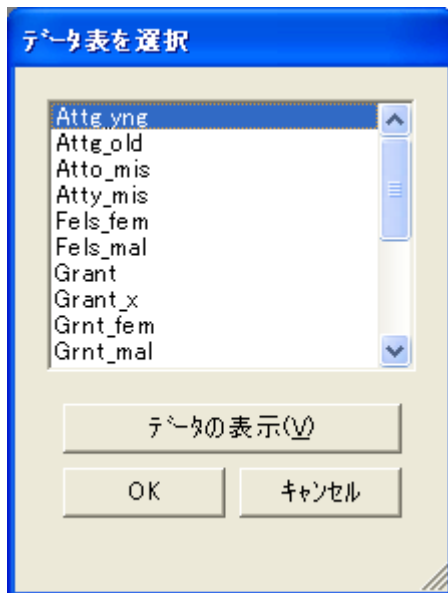 ﾃﾞｰﾀ表を選択
Attg_yng
Attg_old
Atto_mis
Atty_mis
Fels_fem
Fels_mal
Grant
Grant_x
Grnt_fem
Grnt_mal
ﾃﾞｰﾀの表示(V)
OK
ｷｬﾝｾﾙ